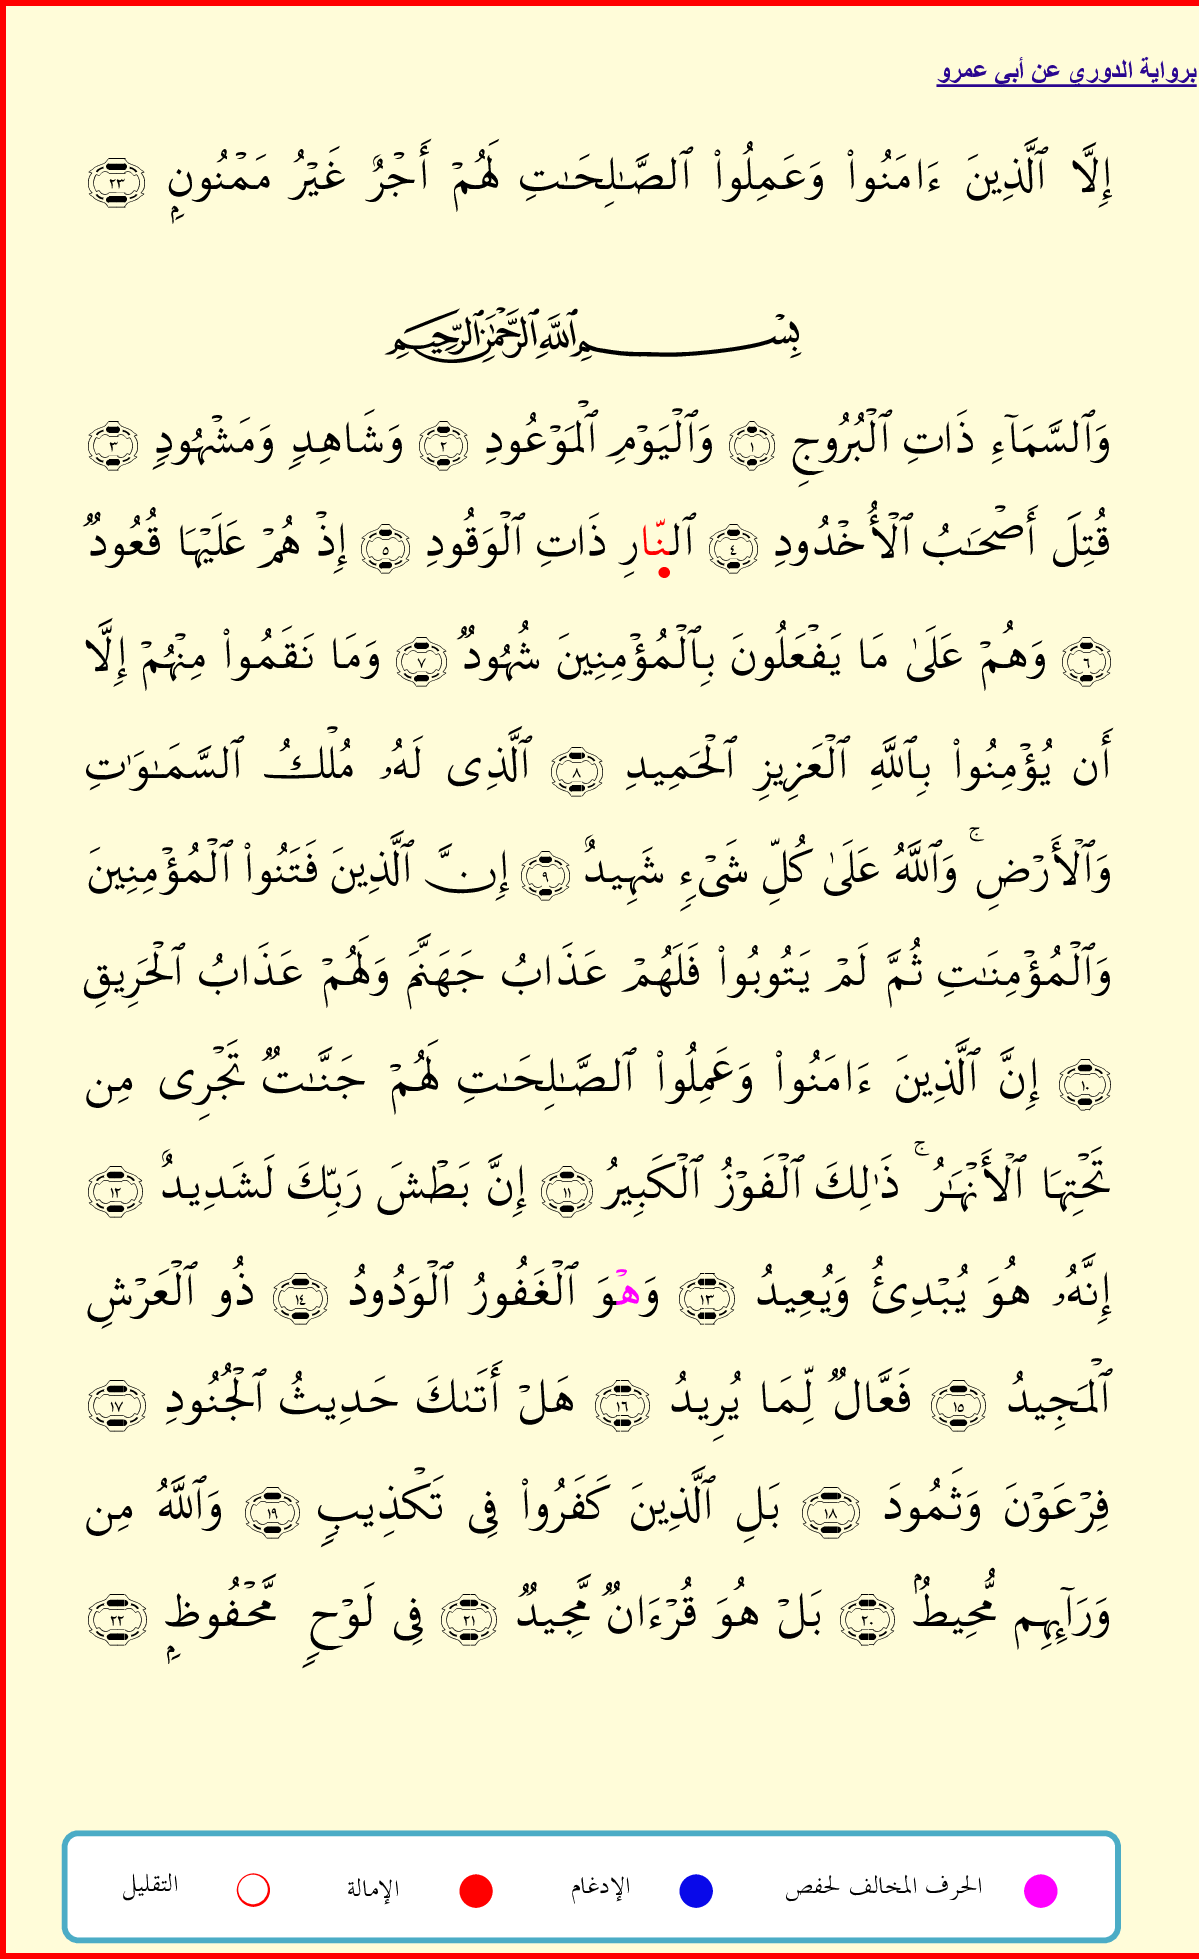 برواية الدوري عن أبي عمرو
إِلَّا ٱلَّذِينَ ءَامَنُوا۟ وَعَمِلُوا۟ ٱلصَّـٰلِحَـٰتِ لَهُمْ أَجْرٌ غَيْرُ مَمْنُونٍۭ ٢٣
بِسْمِ ٱللَّهِ ٱلرَّحْمَـٰنِ ٱلرَّحِيمِ
وَٱلسَّمَآءِ ذَاتِ ٱلْبُرُوجِ ١ وَٱلْيَوْمِ ٱلْمَوْعُودِ ٢ وَشَاهِدٍ وَمَشْهُودٍ ٣
قُتِلَ أَصْحَـٰبُ ٱلْأُخْدُودِ ٤ ٱلنَّارِ ذَاتِ ٱلْوَقُودِ ٥ إِذْ هُمْ عَلَيْهَا قُعُودٌ
٦ وَهُمْ عَلَىٰ مَا يَفْعَلُونَ بِٱلْمُؤْمِنِينَ شُهُودٌ ٧ وَمَا نَقَمُوا۟ مِنْهُمْ إِلَّا
أَن يُؤْمِنُوا۟ بِٱللَّهِ ٱلْعَزِيزِ ٱلْحَمِيدِ ٨ ٱلَّذِى لَهُۥ مُلْكُ ٱلسَّمَـٰوَٰتِ
وَٱلْأَرْضِ ۚ وَٱللَّهُ عَلَىٰ كُلِّ شَىْءٍ شَهِيدٌ ٩ إِنَّ ٱلَّذِينَ فَتَنُوا۟ ٱلْمُؤْمِنِينَ
وَٱلْمُؤْمِنَـٰتِ ثُمَّ لَمْ يَتُوبُوا۟ فَلَهُمْ عَذَابُ جَهَنَّمَ وَلَهُمْ عَذَابُ ٱلْحَرِيقِ
١٠ إِنَّ ٱلَّذِينَ ءَامَنُوا۟ وَعَمِلُوا۟ ٱلصَّـٰلِحَـٰتِ لَهُمْ جَنَّـٰتٌ تَجْرِى مِن
تَحْتِهَا ٱلْأَنْهَـٰرُ ۚ ذَٰلِكَ ٱلْفَوْزُ ٱلْكَبِيرُ ١١ إِنَّ بَطْشَ رَبِّكَ لَشَدِيدٌ ١٢
إِنَّهُۥ هُوَ يُبْدِئُ وَيُعِيدُ ١٣ وَهْوَ ٱلْغَفُورُ ٱلْوَدُودُ ١٤ ذُو ٱلْعَرْشِ
ٱلْمَجِيدُ ١٥ فَعَّالٌ لِّمَا يُرِيدُ ١٦ هَلْ أَتَىٰكَ حَدِيثُ ٱلْجُنُودِ ١٧
فِرْعَوْنَ وَثَمُودَ ١٨ بَلِ ٱلَّذِينَ كَفَرُوا۟ فِى تَكْذِيبٍ ١٩ وَٱللَّهُ مِن
وَرَآئِهِم مُّحِيطٌۢ ٢٠ بَلْ هُوَ قُرْءَانٌ مَّجِيدٌ ٢١ فِى لَوْحٍ مَّحْفُوظٍۭ ٢٢
الحرف المخالف لحفص الإدغام الإمالة التقليل